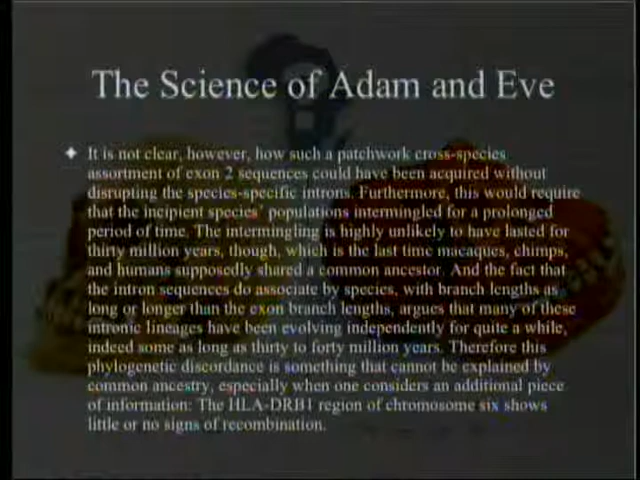 The Science of Adam and Eve
It is not clear, however, how such a patchwork cross-species
assortment of exon 2 sequences could have been acquired without
disrupting the species-specific introns. Furthermore, this would require
that the incipient species' populations intermingled for a prolonged
period of time. The intermingling is highly unlikely to have lasted for
thirty million years, though, which is the last time macaques, chimps,
and humans supposedly shared a common ancestor. And the fact that
the intron sequences do associate by species, with branch lengths as
long or longer than the exon branch lengths, argues that many of these
intronic lineages have been evolving independently for quite a while,
indeed some as long as thirty to forty million years. Therefore this
phylogenetic discordance is something that cannot be explained by
common ancestry, especially when one considers an additional piece
of information: The HLA-DRB1 region of chromosome six shows
little or no signs of recombination.